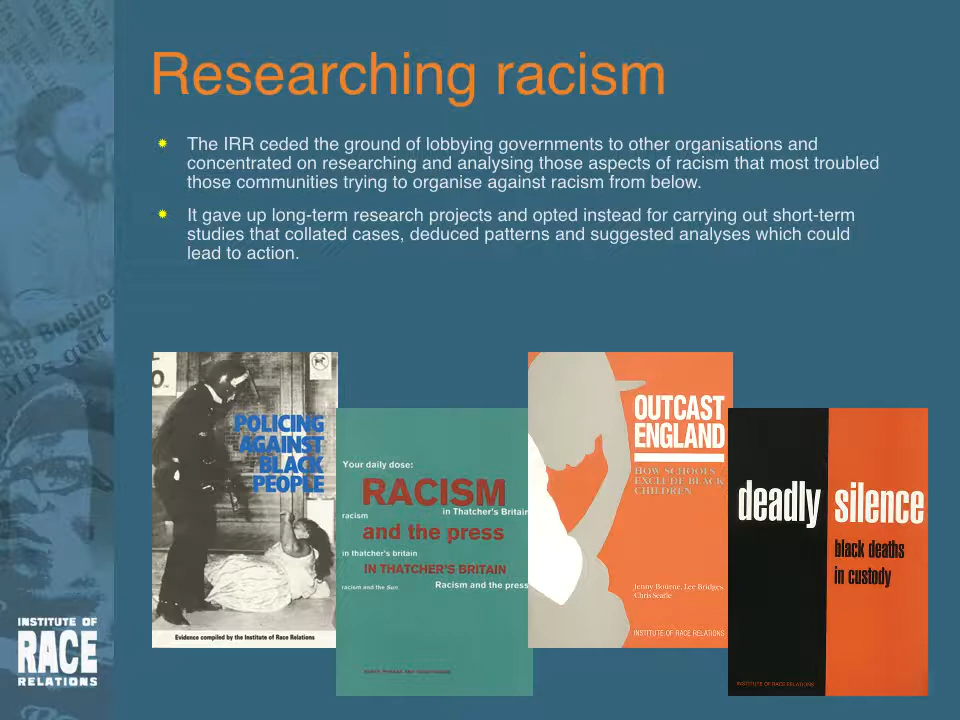 Researching racism
The IRR ceded the ground of lobbying governments to other organisations and
concentrated on researching and analysing those aspects of racism that most troubled
those communities trying to organise against racism from below.
It gave up long-term research projects and opted instead for carrying out short-term
studies that collated cases, deduced patterns and suggested analyses which could
lead to action.
Big Business
MPs quit
POLICING
AGAINST
BLACK
PEOPLE
Evidence compiled by the Institute of Race Relations
Your daily dose:
RACISM
racism
in Thatcher's Britain
and the press
in thatcher's britain
IN THATCHER'S BRITAIN
racism and the Sun
Racism and the press
OUTCAST
ENGLAND
HOW SCHOOLS
EXCLUDE BLACK
CHILDREN
Jenny Bourne, Lee Bridges,
Chris Searle
INSTITUTE OF RACE RELATIONS
deadly silence
black deaths
in custody
INSTITUTE OF RACE RELATIONS
INSTITUTE OF
RACE
RELATIONS